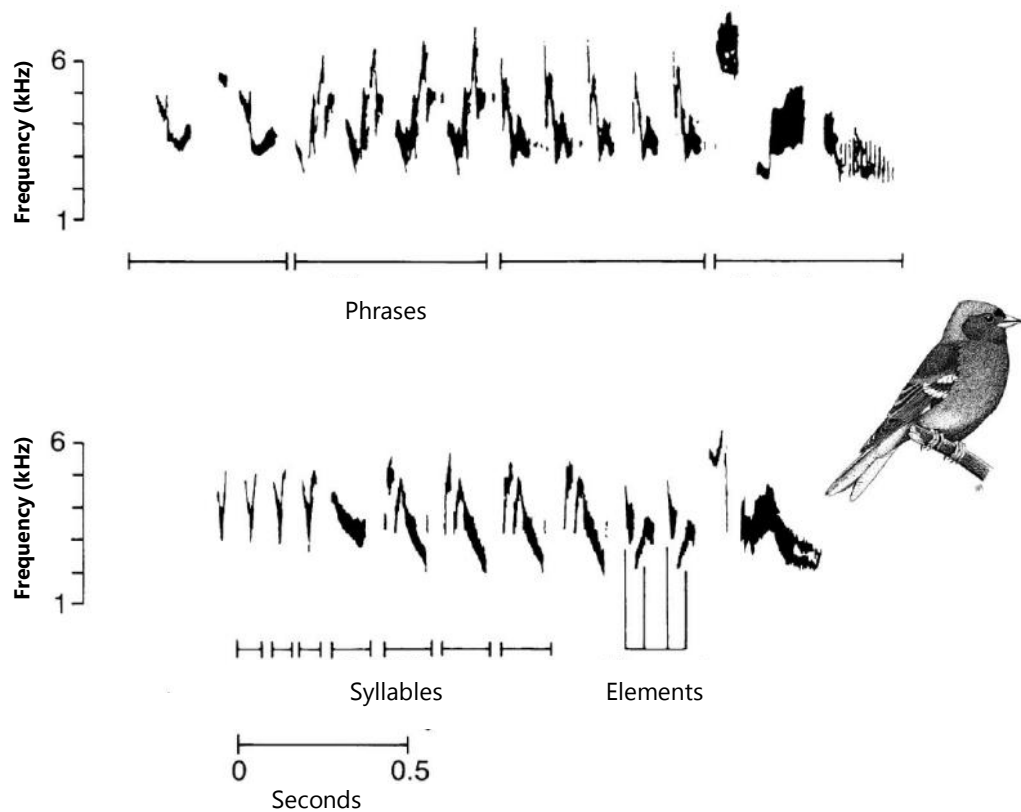 Frequency (kHz)
6
1
Phrases
Frequency (kHz)
6
1
Syllables
Elements
0
0.5
Seconds